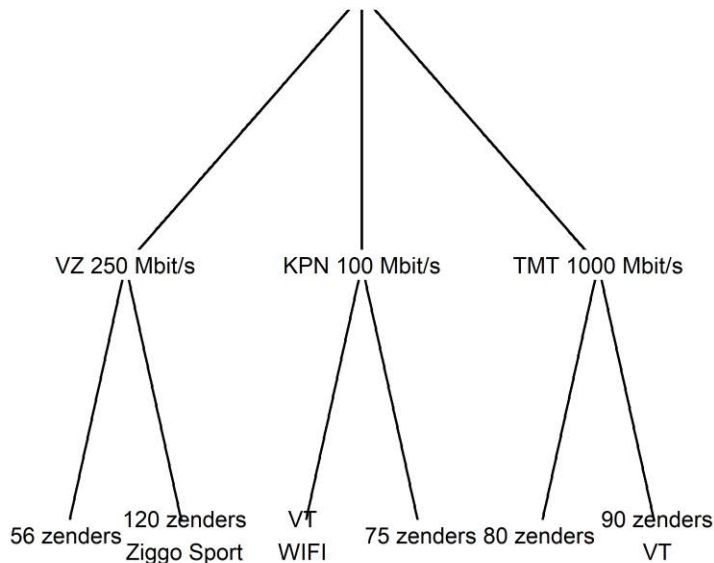 VZ 250 Mbit/s
KPN 100 Mbit/s
TMT 1000 Mbit/s
56 zenders
120 zenders
Ziggo Sport
VT
WIFI
75 zenders
80 zenders
90 zenders
VT